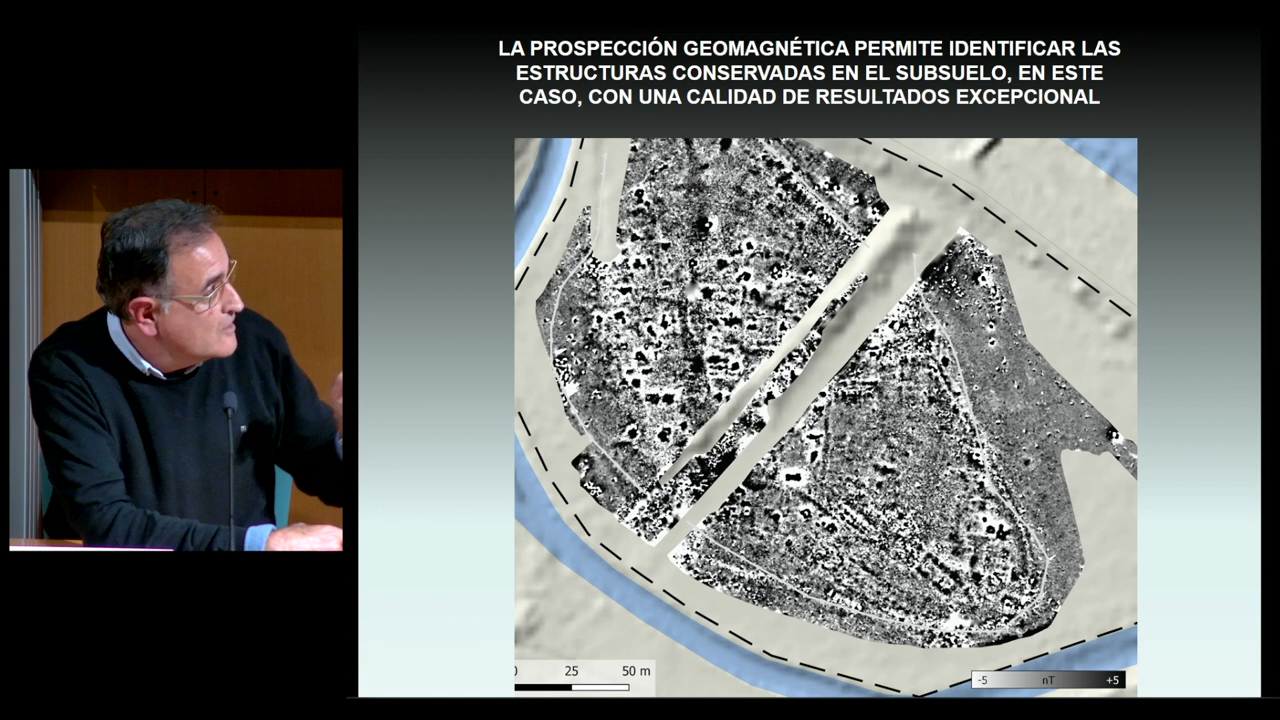 LA PROSPECCIÓN GEOMAGNÉTICA PERMITE IDENTIFICAR LAS
ESTRUCTURAS CONSERVADAS EN EL SUBSUELO, EN ESTE
CASO, CON UNA CALIDAD DE RESULTADOS EXCEPCIONAL
0 25 50 m
-5 nT +5